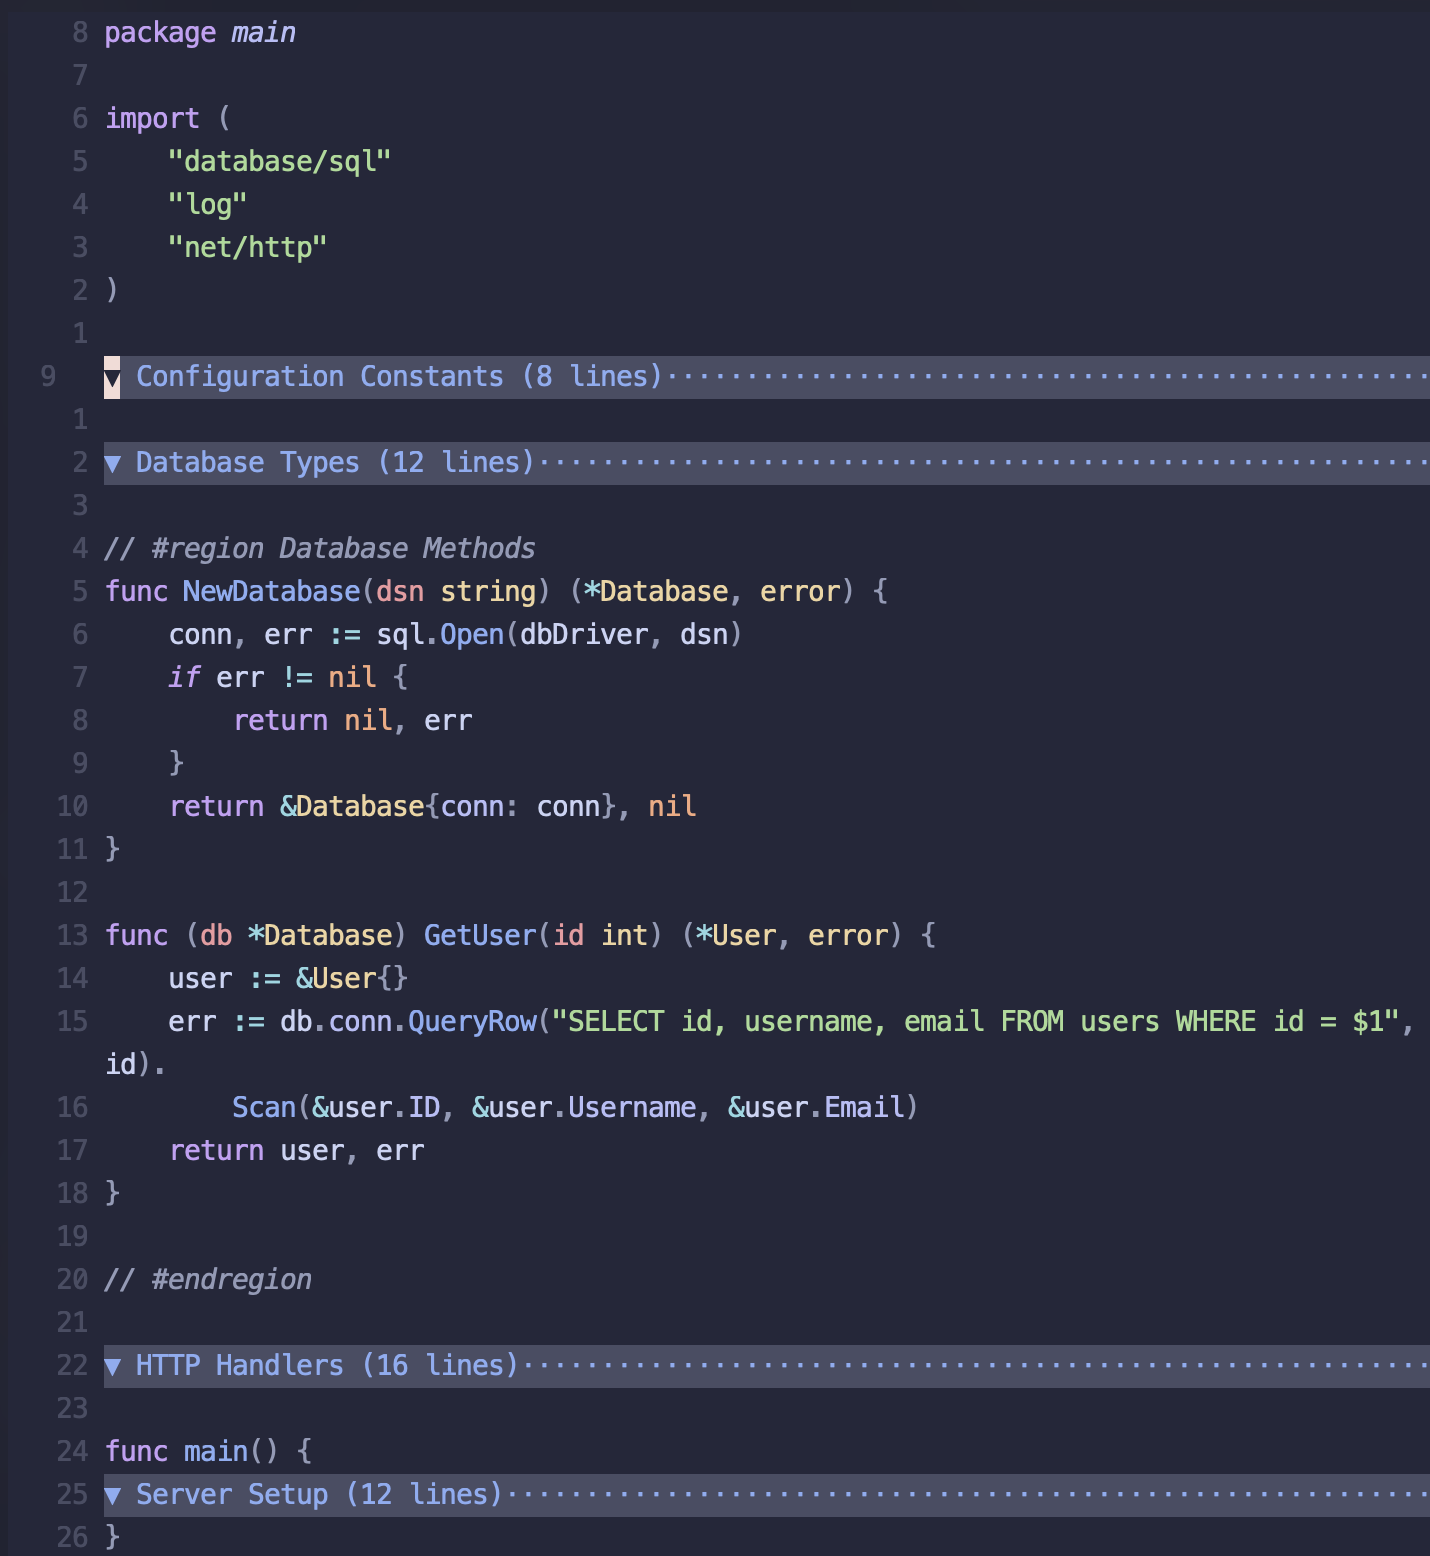 8 package main
7
6 import (
5     "database/sql"
4     "log"
3     "net/http"
2 )
1
9 ▼ Configuration Constants (8 lines)··············································
1
2 ▼ Database Types (12 lines)······················································
3
4 // #region Database Methods
5 func NewDatabase(dsn string) (*Database, error) {
6     conn, err := sql.Open(dbDriver, dsn)
7     if err != nil {
8         return nil, err
9     }
10     return &Database{conn: conn}, nil
11 }
12
13 func (db *Database) GetUser(id int) (*User, error) {
14     user := &User{}
15     err := db.conn.QueryRow("SELECT id, username, email FROM users WHERE id = $1",
id).
16         Scan(&user.ID, &user.Username, &user.Email)
17     return user, err
18 }
19
20 // #endregion
21
22 ▼ HTTP Handlers (16 lines)·······················································
23
24 func main() {
25 ▼ Server Setup (12 lines)························································
26 }